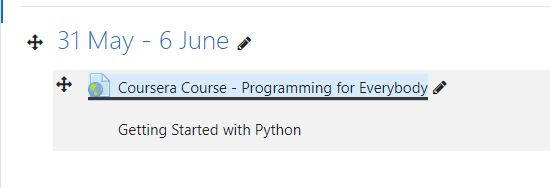 31 May - 6 June
Coursera Course - Programming for Everybody
Getting Started with Python